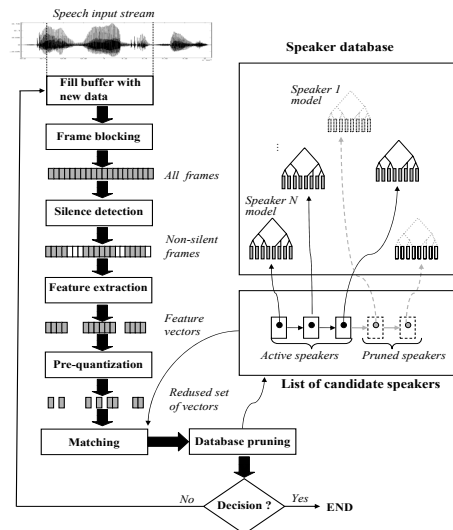 Speech input stream
Fill buffer with
new data
Frame blocking
All frames
Silence detection
Non-silent
frames
Feature extraction
Feature
vectors
Pre-quantization
Redused set
of vectors
Matching
Database pruning
No
Decision ?
Yes
END
Speaker database
Speaker 1
model
...
Speaker N
model
Active speakers
Pruned speakers
List of candidate speakers